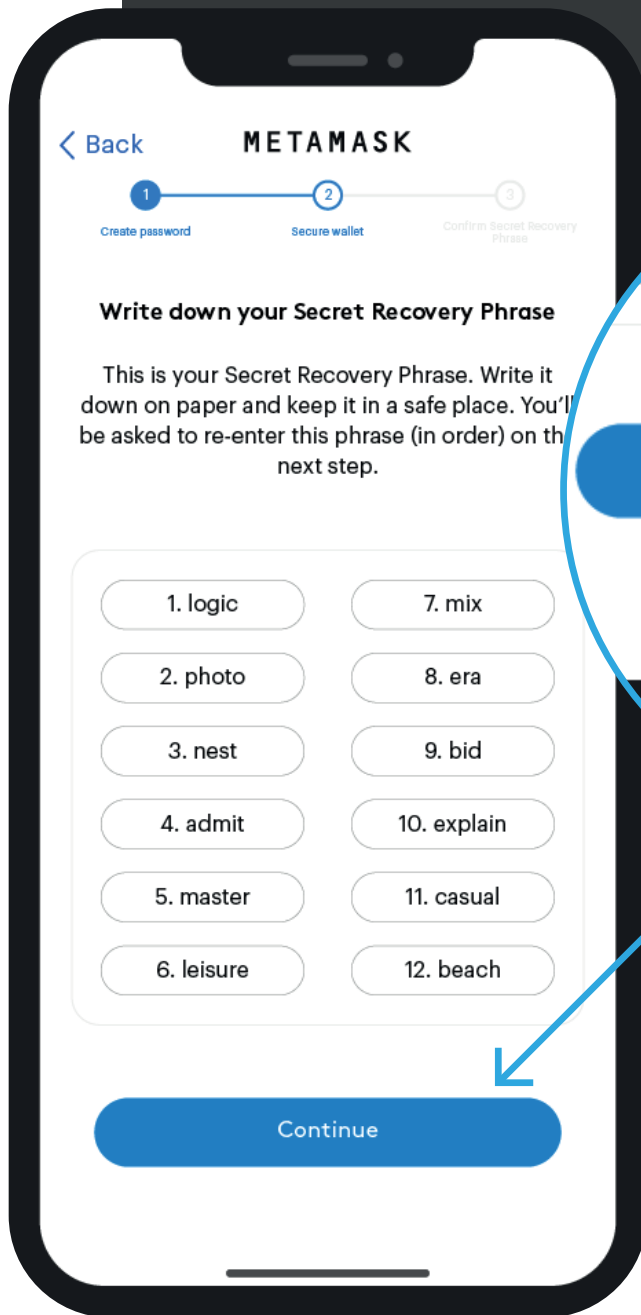 Back
METAMASK
1
2
3
Create password
Secure wallet
Confirm Secret Recovery
Phrase
Write down your Secret Recovery Phrase
This is your Secret Recovery Phrase. Write it
down on paper and keep it in a safe place. You'll
be asked to re-enter this phrase (in order) on th
next step.
1. logic
7. mix
2. photo
8. era
3. nest
9. bid
4. admit
10. explain
5. master
11. casual
6. leisure
12. beach
Continue